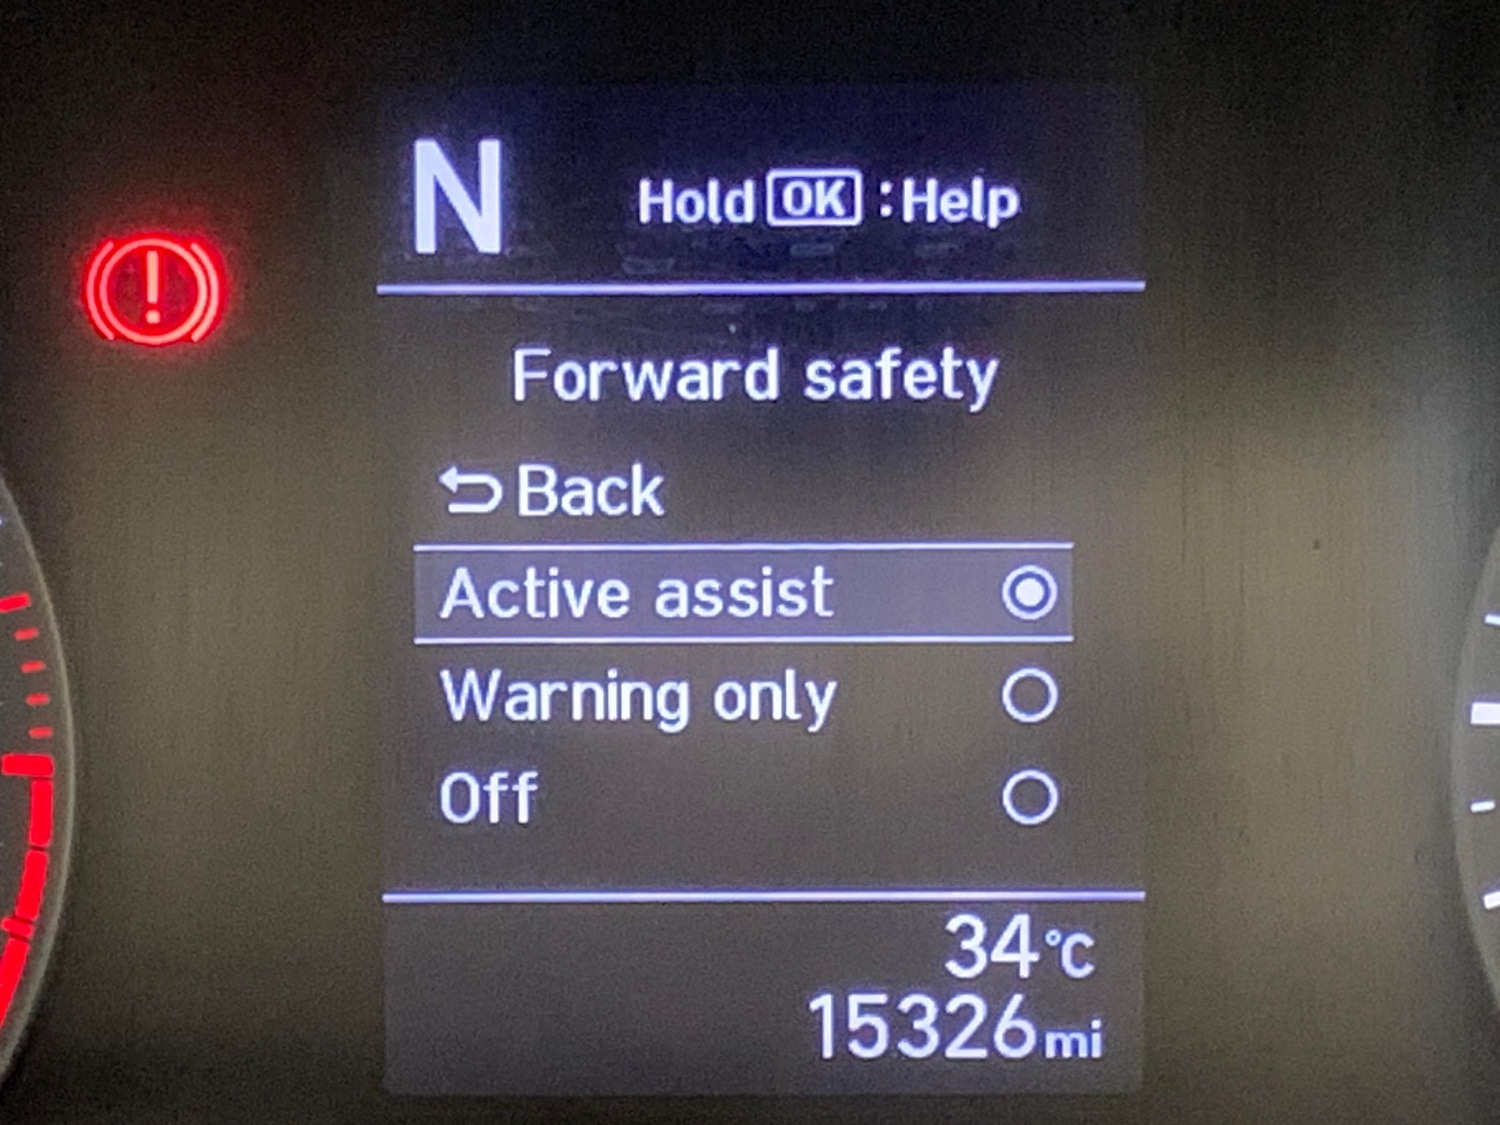 N
Hold OK : Help
Forward safety
Back
Active assist
Warning only
Off
34°C
15326mi